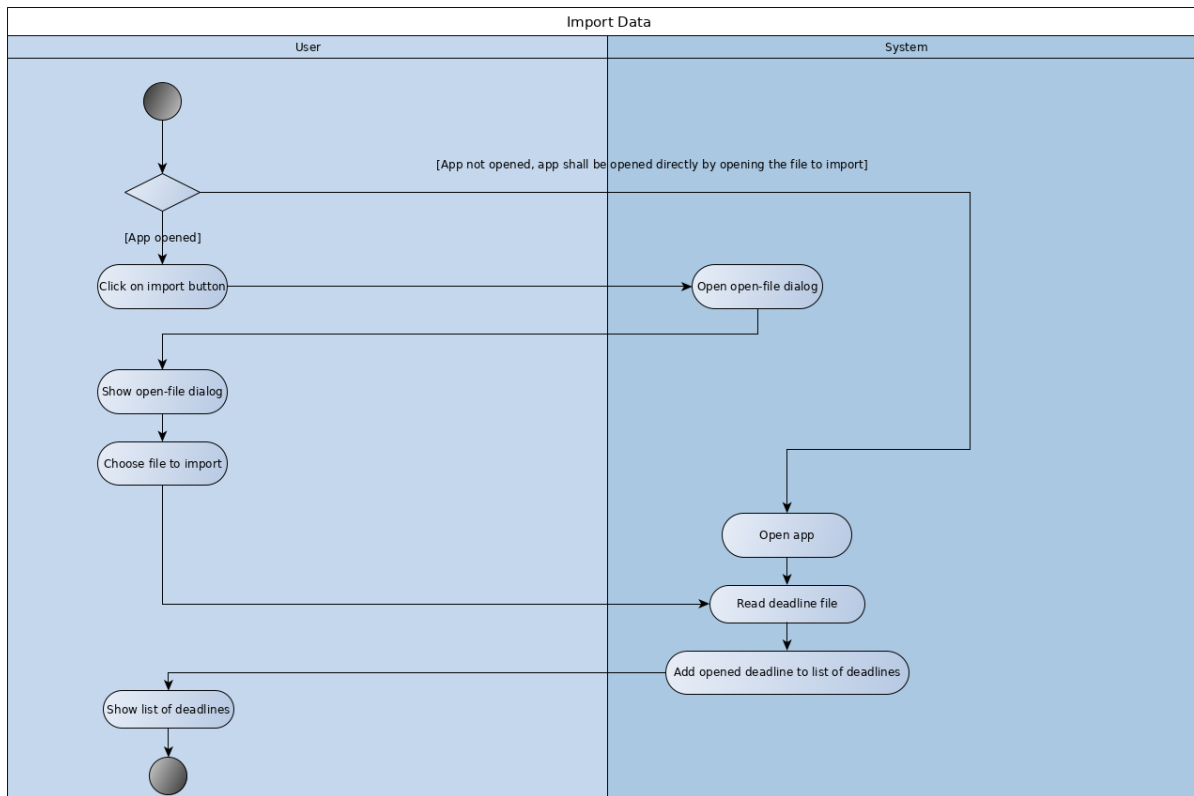 Import Data
User
System
[App not opened, app shall be opened directly by opening the file to import]
[App opened]
Click on import button
Open open-file dialog
Show open-file dialog
Choose file to import
Open app
Read deadline file
Add opened deadline to list of deadlines
Show list of deadlines